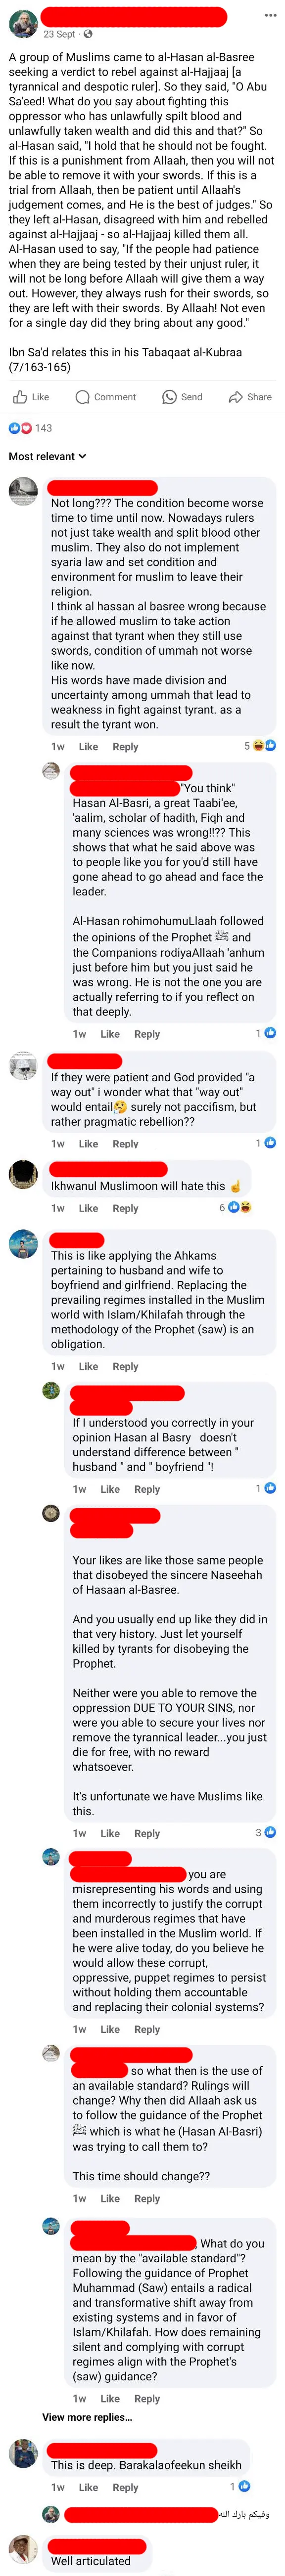 23 Sept ·
A group of Muslims came to al-Hasan al-Basree
seeking a verdict to rebel against al-Hajjaaj [a
tyrannical and despotic ruler]. So they said, "O Abu
Sa'eed! What do you say about fighting this
oppressor who has unlawfully spilt blood and
unlawfully taken wealth and did this and that?" So
al-Hasan said, "I hold that he should not be fought.
If this is a punishment from Allaah, then you will not
be able to remove it with your swords. If this is a
trial from Allaah, then be patient until Allaah's
judgement comes, and He is the best of judges." So
they left al-Hasan, disagreed with him and rebelled
against al-Hajjaaj - so al-Hajjaaj killed them all.
Al-Hasan used to say, "If the people had patience
when they are being tested by their unjust ruler, it
will not be long before Allaah will give them a way
out. However, they always rush for their swords, so
they are left with their swords. By Allaah! Not even
for a single day did they bring about any good."
Ibn Sa'd relates this in his Tabaqaat al-Kubraa
(7/163-165)
Like Comment Send Share
143
Most relevant
Not long??? The condition become worse
time to time until now. Nowadays rulers
not just take wealth and split blood other
muslim. They also do not implement
syaria law and set condition and
environment for muslim to leave their
religion.
I think al hassan al basree wrong because
if he allowed muslim to take action
against that tyrant when they still use
swords, condition of ummah not worse
like now.
His words have made division and
uncertainty among ummah that lead to
weakness in fight against tyrant. as a
result the tyrant won.
1w Like Reply 5
"You think"
Hasan Al-Basri, a great Taabi'ee,
'aalim, scholar of hadith, Fiqh and
many sciences was wrong!!?? This
shows that what he said above was
to people like you for you'd still have
gone ahead to go ahead and face the
leader.
Al-Hasan rohimohumuLlaah followed
the opinions of the Prophet ﷺ and
the Companions rodiyaAllaah 'anhum
just before him but you just said he
was wrong. He is not the one you are
actually referring to if you reflect on
that deeply.
1w Like Reply 1
If they were patient and God provided "a
way out" i wonder what that "way out"
would entail🤔 surely not paccifism, but
rather pragmatic rebellion??
1w Like Reply 1
Ikhwanul Muslimoon will hate this ☝
1w Like Reply 6
This is like applying the Ahkams
pertaining to husband and wife to
boyfriend and girlfriend. Replacing the
prevailing regimes installed in the Muslim
world with Islam/Khilafah through the
methodology of the Prophet (saw) is an
obligation.
1w Like Reply
If I understood you correctly in your
opinion Hasan al Basry doesn't
understand difference between "
husband " and " boyfriend "!
1w Like Reply 1
Your likes are like those same people
that disobeyed the sincere Naseehah
of Hasaan al-Basree.
And you usually end up like they did in
that very history. Just let yourself
killed by tyrants for disobeying the
Prophet.
Neither were you able to remove the
oppression DUE TO YOUR SINS, nor
were you able to secure your lives nor
remove the tyrannical leader...you just
die for free, with no reward
whatsoever.
It's unfortunate we have Muslims like
this.
1w Like Reply 3
you are
misrepresenting his words and using
them incorrectly to justify the corrupt
and murderous regimes that have
been installed in the Muslim world. If
he were alive today, do you believe he
would allow these corrupt,
oppressive, puppet regimes to persist
without holding them accountable
and replacing their colonial systems?
1w Like Reply
so what then is the use of
an available standard? Rulings will
change? Why then did Allaah ask us
to follow the guidance of the Prophet
ﷺ which is what he (Hasan Al-Basri)
was trying to call them to?
This time should change??
1w Like Reply
What do you
mean by the "available standard"?
Following the guidance of Prophet
Muhammad (Saw) entails a radical
and transformative shift away from
existing systems and in favor of
Islam/Khilafah. How does remaining
silent and complying with corrupt
regimes align with the Prophet's
(saw) guidance?
1w Like Reply
View more replies...
This is deep. Barakalaofeekun sheikh
1w Like Reply 1
وفيكم بارك الله
Well articulated